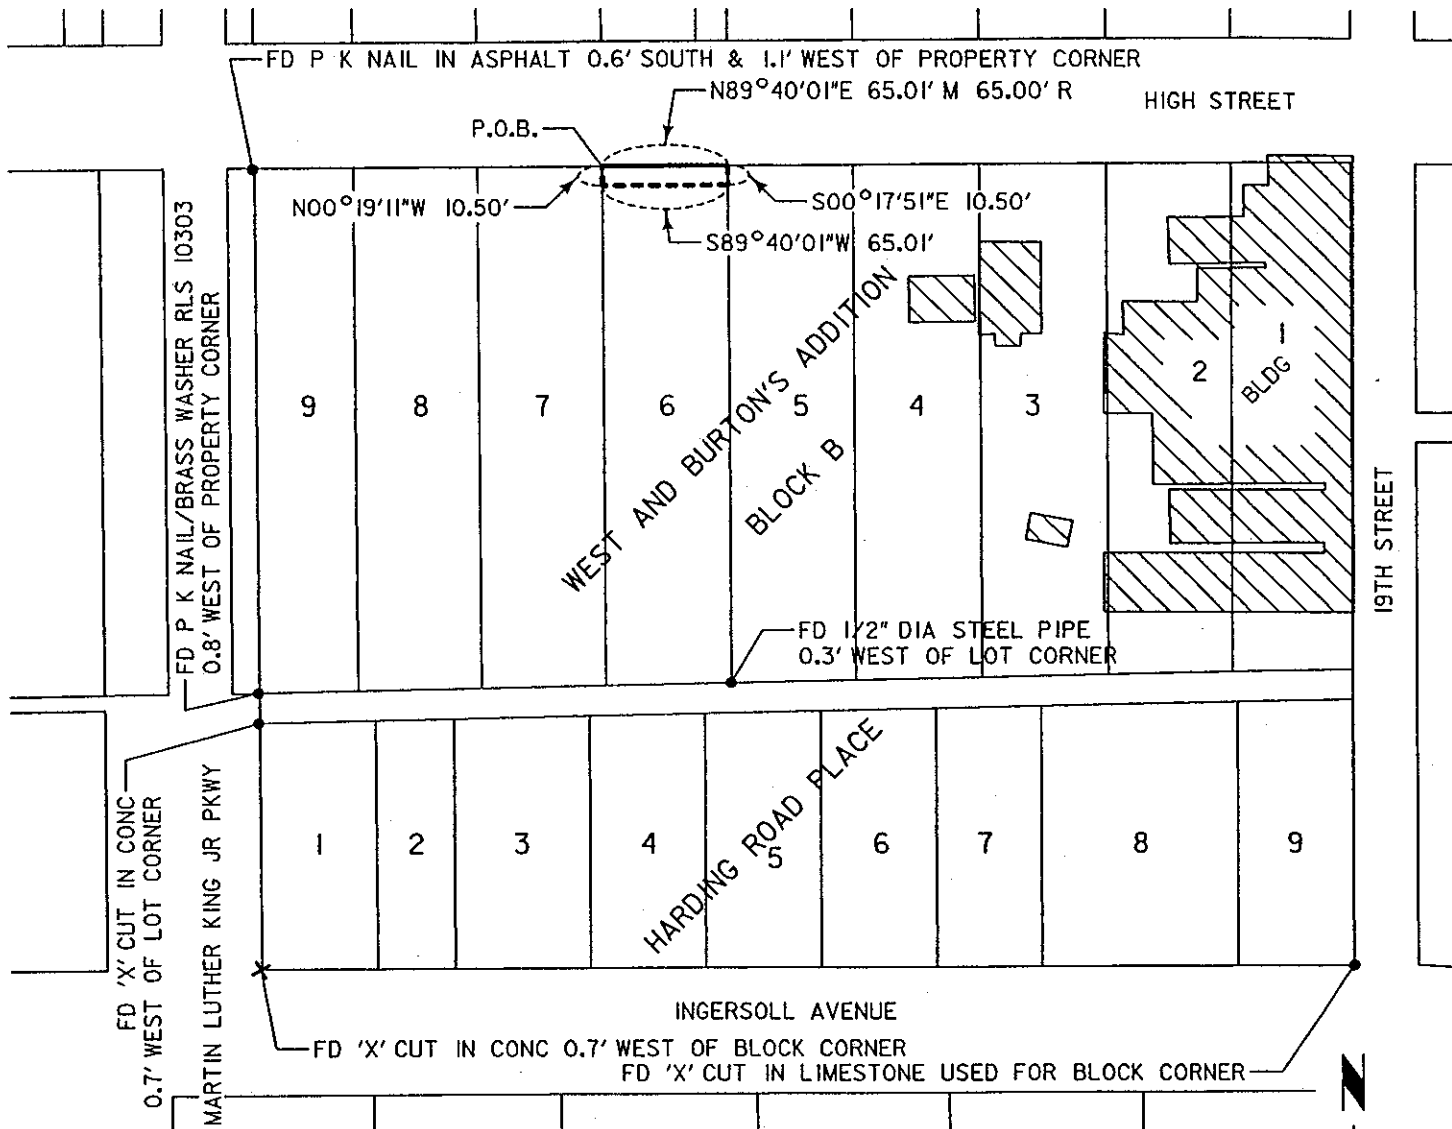 FD P K NAIL IN ASPHALT 0.6' SOUTH & 1.1' WEST OF PROPERTY CORNER
N89°40'01"E 65.01' M 65.00' R
HIGH STREET
P.O.B.
N00°19'11"W 10.50'
S00°17'51"E 10.50'
S89°40'01"W 65.01'
FD P K NAIL/BRASS WASHER RLS 10303
0.8' WEST OF PROPERTY CORNER
9
8
7
6
5
4
3
2
1
BLDG
WEST AND BURTON'S ADDITION
BLOCK B
19TH STREET
FD 1/2" DIA STEEL PIPE
0.3' WEST OF LOT CORNER
FD 'X' CUT IN CONC
0.7' WEST OF LOT CORNER
MARTIN LUTHER KING JR PKWY
1
2
3
4
5
6
7
8
9
HARDING ROAD PLACE
INGERSOLL AVENUE
FD 'X' CUT IN CONC 0.7' WEST OF BLOCK CORNER
FD 'X' CUT IN LIMESTONE USED FOR BLOCK CORNER
N